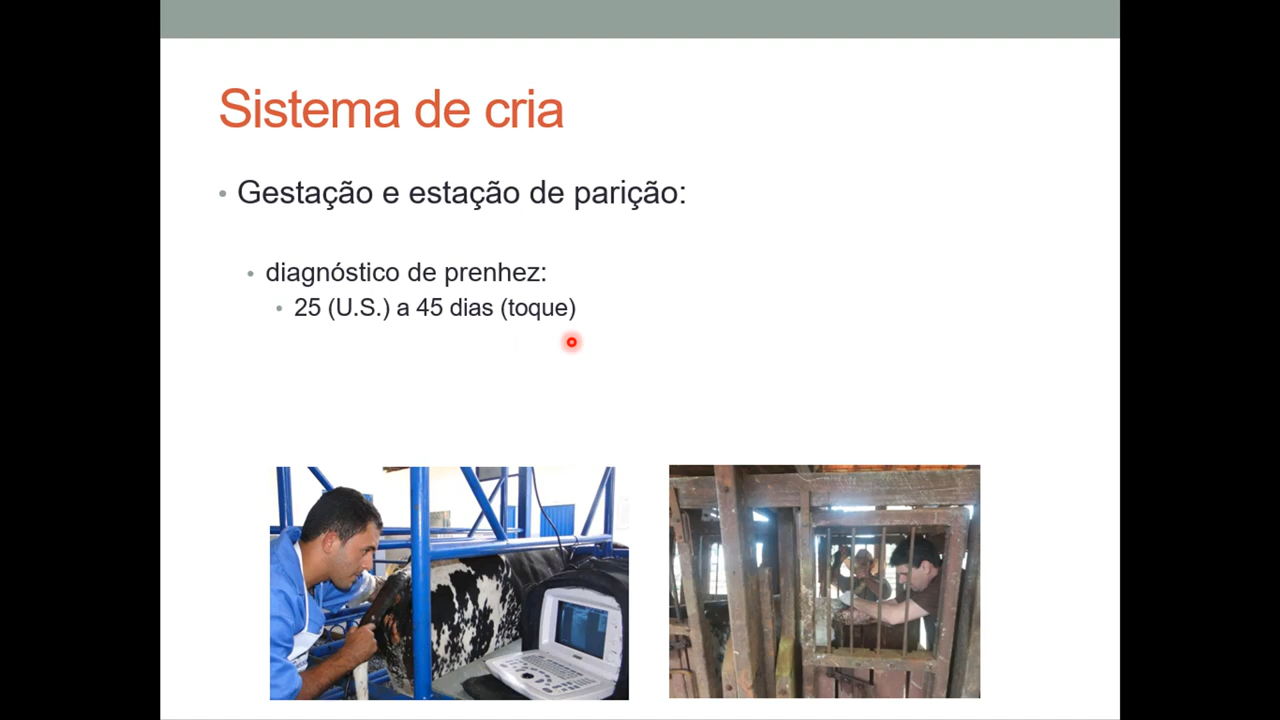 Sistema de cria
• Gestação e estação de parição:
• diagnóstico de prenhez:
• 25 (U.S.) a 45 dias (toque)